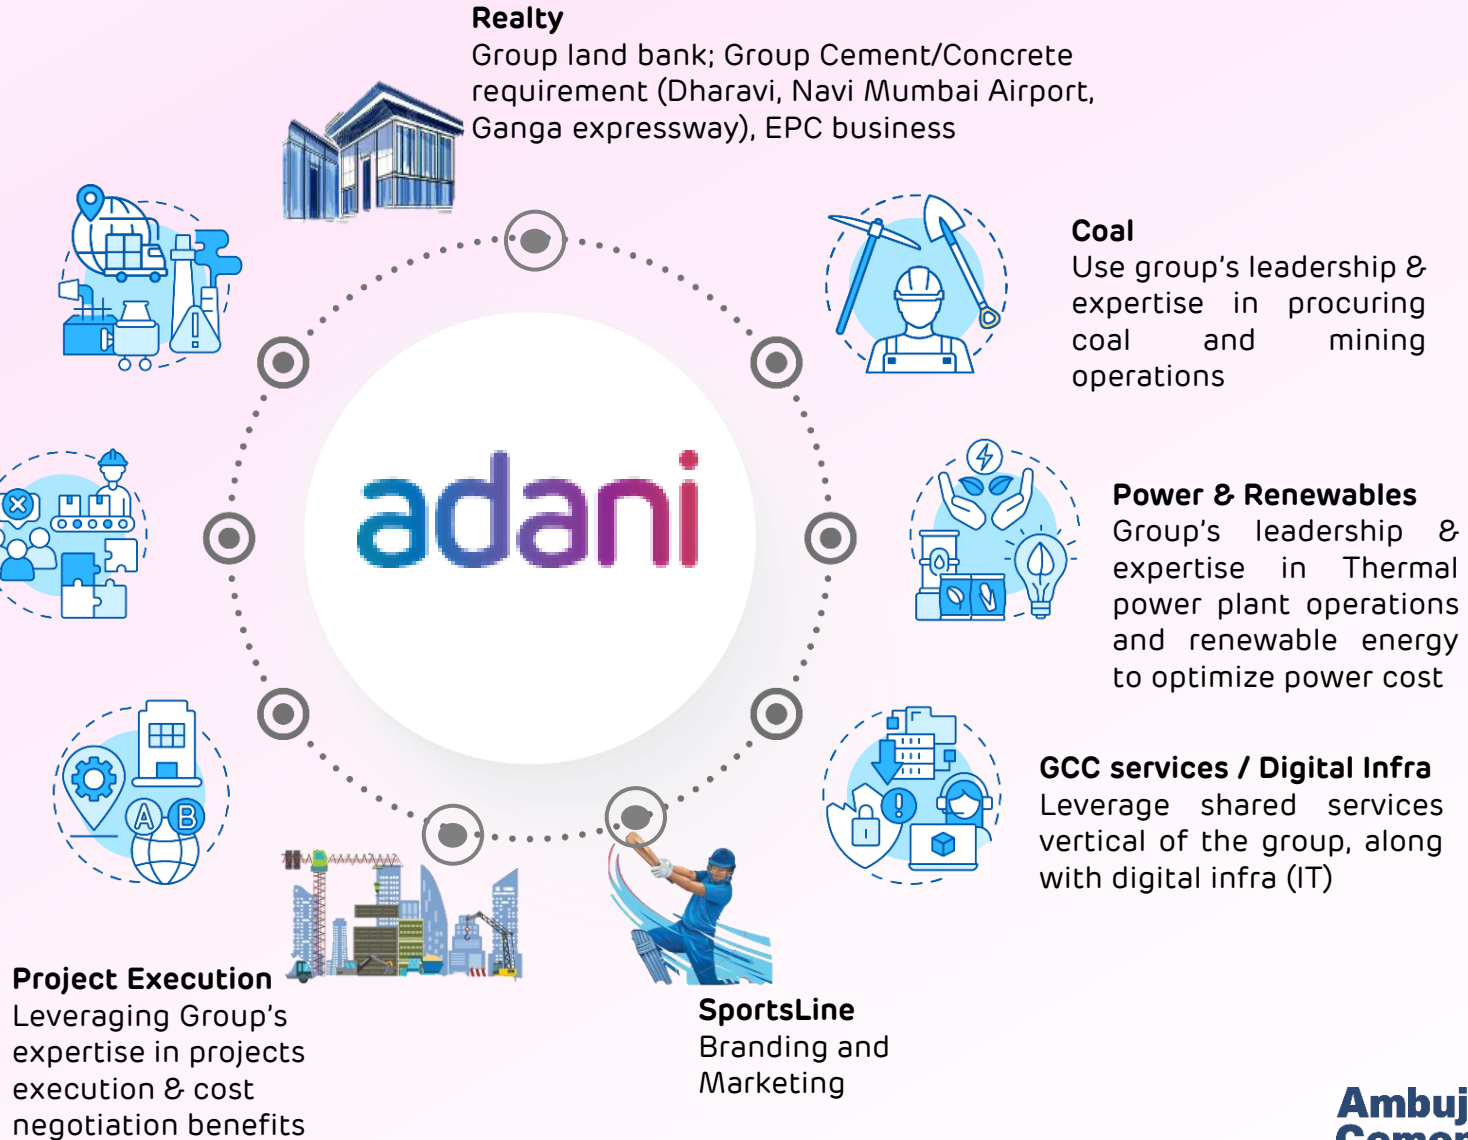 Realty
Group land bank; Group Cement/Concrete
requirement (Dharavi, Navi Mumbai Airport,
Ganga expressway), EPC business
Coal
Use group's leadership &
expertise in procuring
coal and mining
operations
adani
Power & Renewables
Group's leadership &
expertise in Thermal
power plant operations
and renewable energy
to optimize power cost
GCC services / Digital Infra
Leverage shared services
vertical of the group, along
with digital infra (IT)
A B
Project Execution
Leveraging Group's
expertise in projects
execution & cost
negotiation benefits
SportsLine
Branding and
Marketing
Ambuj